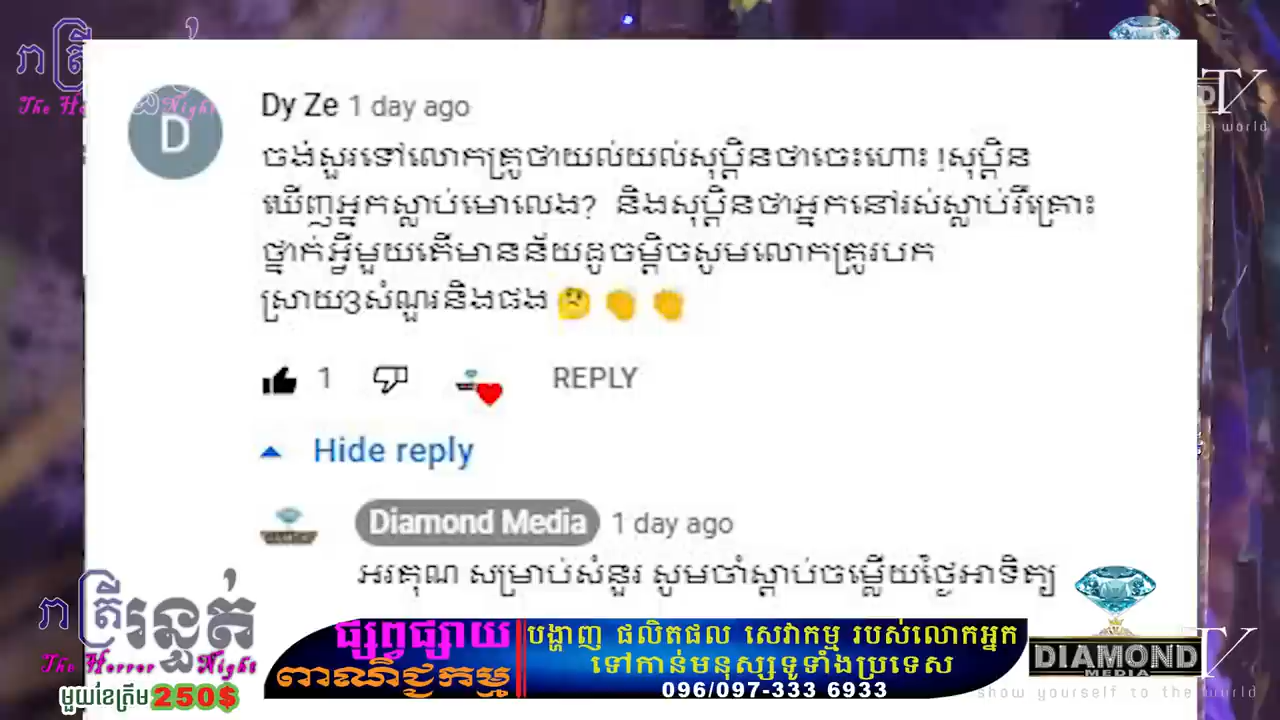 Dy Ze 1 day ago
D
ចង់សួរទៅលោកគ្រូថាយល់យល់សុប្តិនថាចេះហោះ !សុប្តិន
ឃើញអ្នកស្លាប់មោលេង? និងសុប្តិនថាអ្នកនៅរស់ស្លាប់រឺគ្រោះ
ថ្នាក់អ្វីមួយតើមានន័យដូចម្តិចសូមលោកគ្រូរបក
ស្រាយ3សំណួរនិងផង 🤔 👏 👏
1 REPLY
Hide reply
Diamond Media 1 day ago
អរគុណ សម្រាប់សំនួរ សូមចាំស្តាប់ចម្លើយថ្ងៃអាទិត្យ
រាត្រីរន្ធត់
The Horror Night
មួយខែត្រឹម 250$
ផ្សព្វផ្សាយ
ពាណិជ្ជកម្ម
បង្ហាញ ផលិតផល សេវាកម្ម របស់លោកអ្នក
ទៅកាន់មនុស្សទូទាំងប្រទេស
096/097-333 6933
DIAMOND TV
MEDIA
show yourself to the world